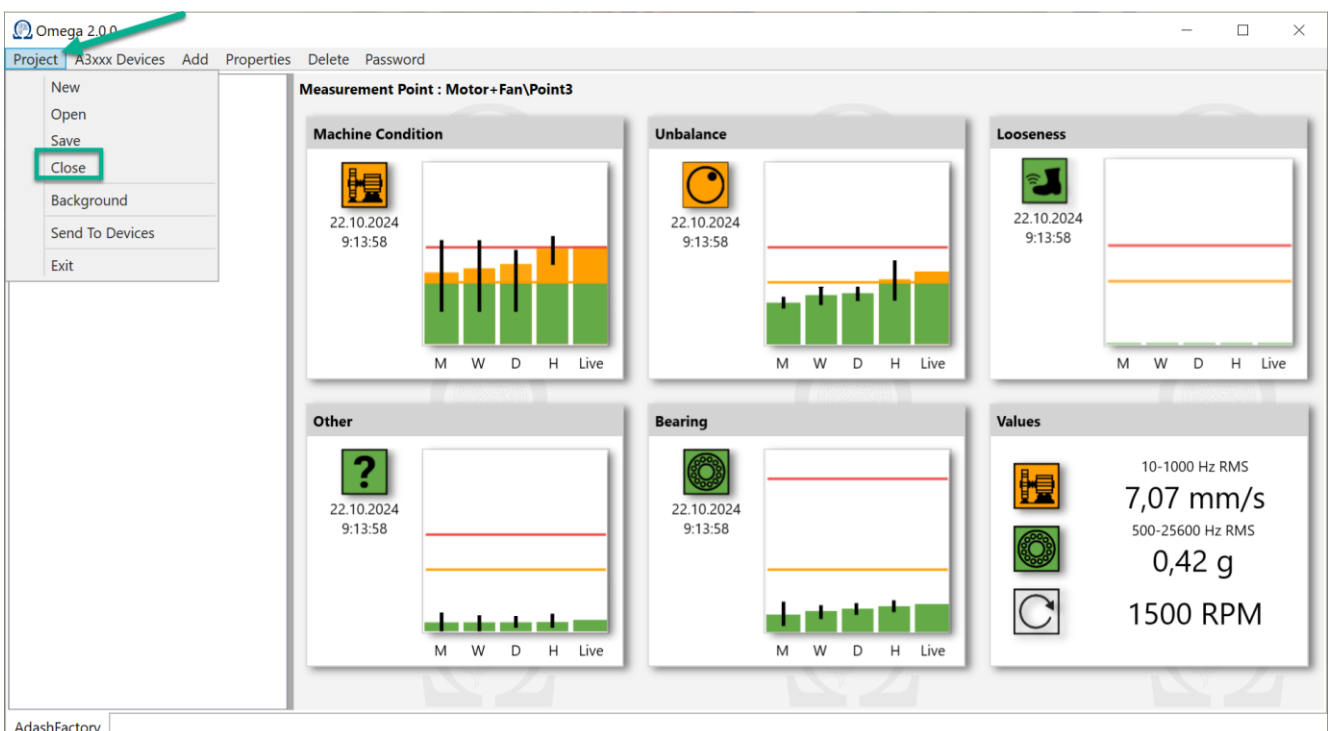 Omega 2.0.0
Project A3xxx Devices Add Properties Delete Password
New
Open
Save
Close
Background
Send To Devices
Exit
Measurement Point : Motor+Fan\Point3
Machine Condition
22.10.2024
9:13:58
M W D H Live
Unbalance
22.10.2024
9:13:58
M W D H Live
Looseness
22.10.2024
9:13:58
M W D H Live
Other
?
22.10.2024
9:13:58
M W D H Live
Bearing
22.10.2024
9:13:58
M W D H Live
Values
10-1000 Hz RMS
7,07 mm/s
500-25600 Hz RMS
0,42 g
1500 RPM
AdashFactory